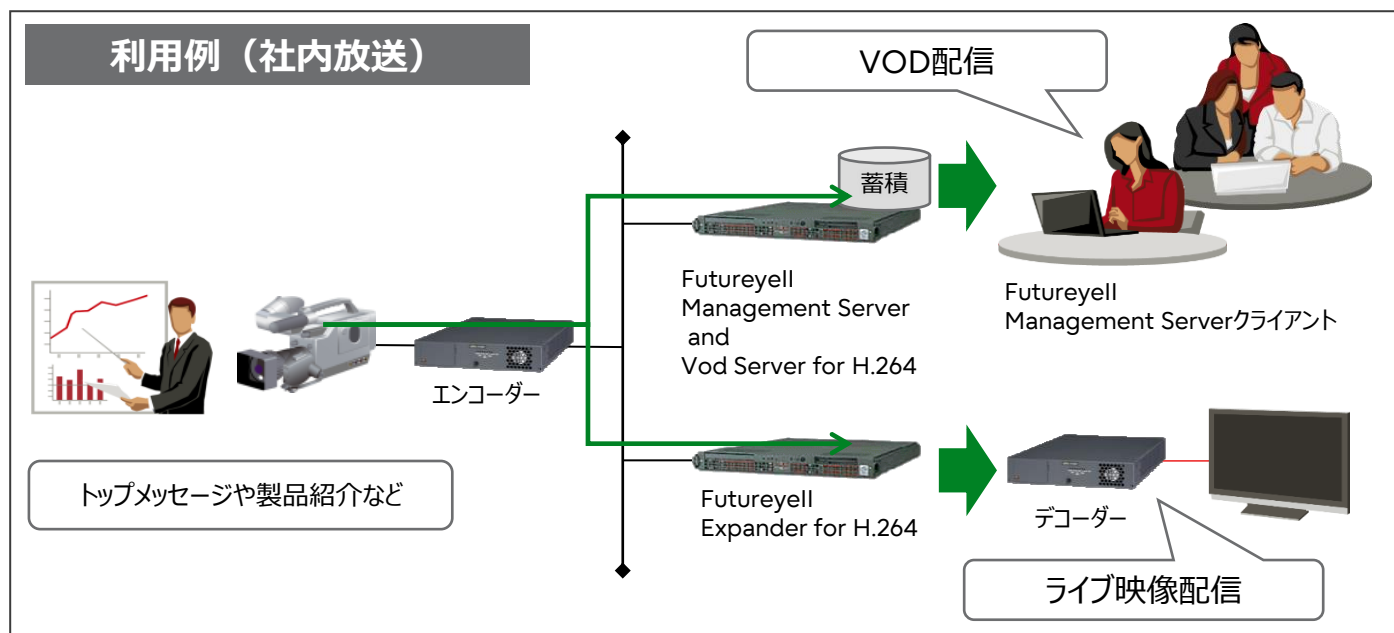 利用例（社内放送）
VOD配信
蓄積
Futureyell
Management Server
and
Vod Server for H.264
Futureyell
Management Serverクライアント
エンコーダー
トップメッセージや製品紹介など
Futureyell
Expander for H.264
デコーダー
ライブ映像配信